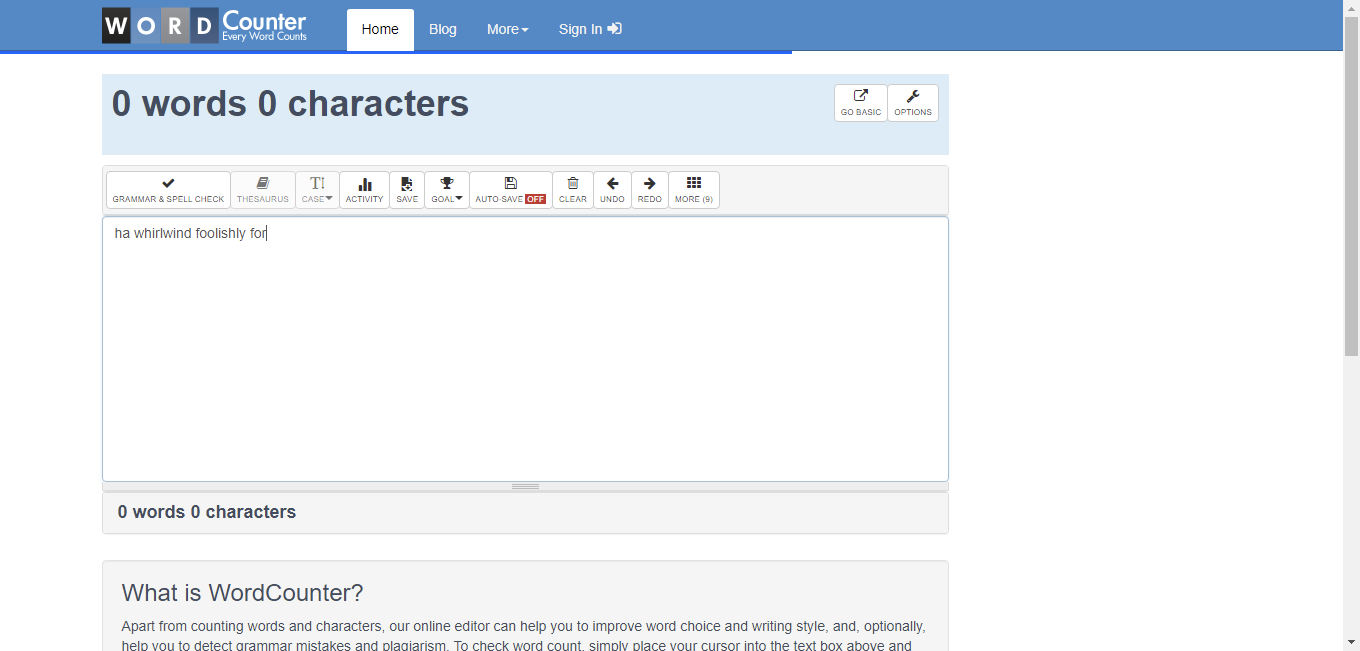 WORD Counter
Every Word Counts
Home Blog More Sign In
0 words 0 characters
GO BASIC OPTIONS
GRAMMAR & SPELL CHECK THESAURUS CASE ACTIVITY SAVE GOAL AUTO-SAVE OFF CLEAR UNDO REDO MORE (9)
ha whirlwind foolishly for
0 words 0 characters
What is WordCounter?
Apart from counting words and characters, our online editor can help you to improve word choice and writing style, and, optionally,
help you to detect grammar mistakes and plagiarism. To check word count, simply place your cursor into the text box above and